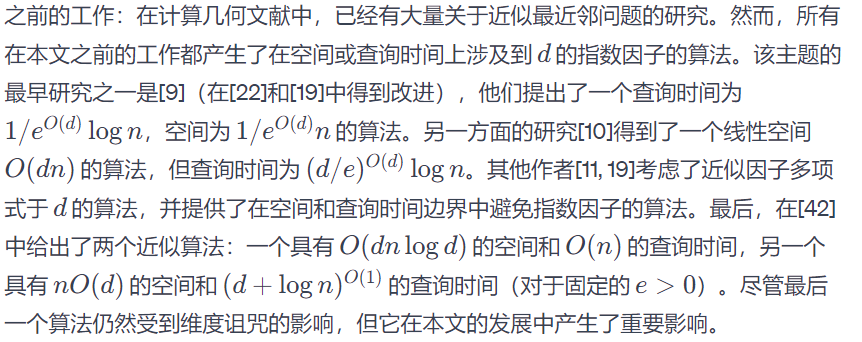 之前的工作：在计算几何文献中，已经有大量关于近似最近邻问题的研究。然而，所有
在本文之前的工作都产生了在空间或查询时间上涉及到 d 的指数因子的算法。该主题的
最早研究之一是[9]（在[22]和[19]中得到改进），他们提出了一个查询时间为
1/e^{O(d)} log n，空间为 1/e^{O(d)}n 的算法。另一方面的研究[10]得到了一个线性空间
O(dn) 的算法，但查询时间为 (d/e)^{O(d)} log n。其他作者[11, 19]考虑了近似因子多项
式于 d 的算法，并提供了在空间和查询时间边界中避免指数因子的算法。最后，在[42]
中给出了两个近似算法：一个具有 O(dn log d) 的空间和 O(n) 的查询时间，另一个
具有 nO(d) 的空间和 (d + log n)^{O(1)} 的查询时间（对于固定的 e > 0）。尽管最后
一个算法仍然受到维度诅咒的影响，但它在本文的发展中产生了重要影响。